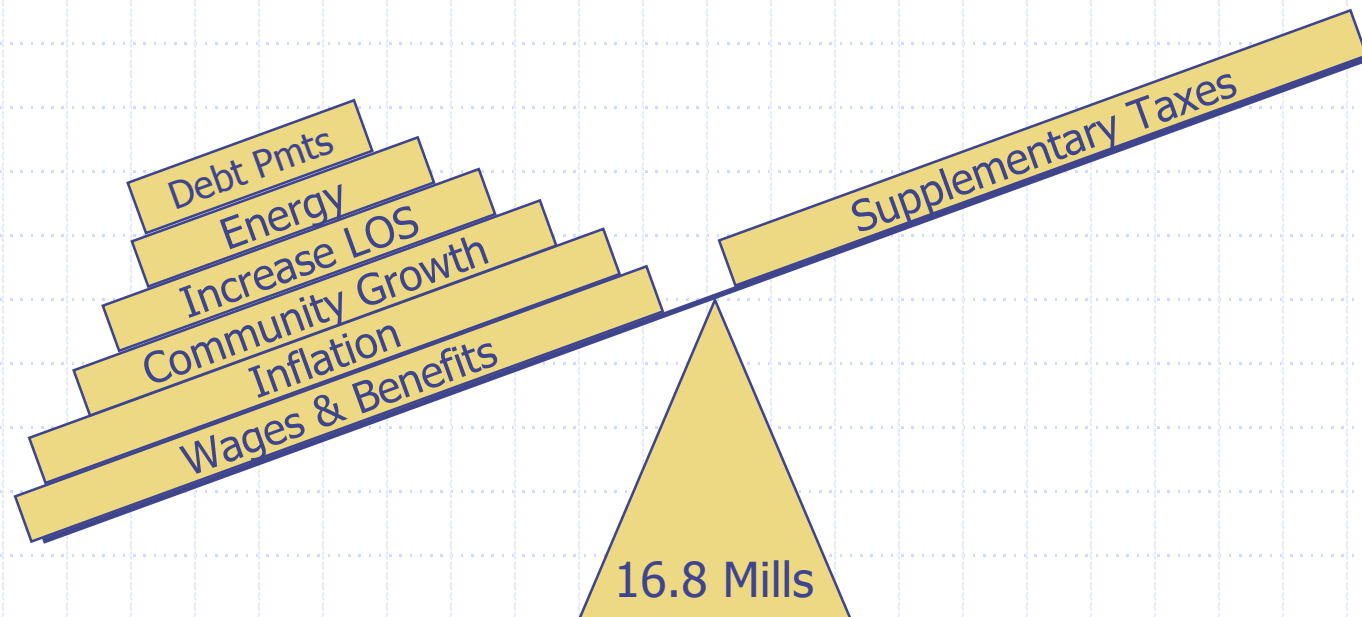 Debt Pmts
Energy
Increase LOS
Community Growth
Inflation
Wages & Benefits
Supplementary Taxes
16.8 Mills